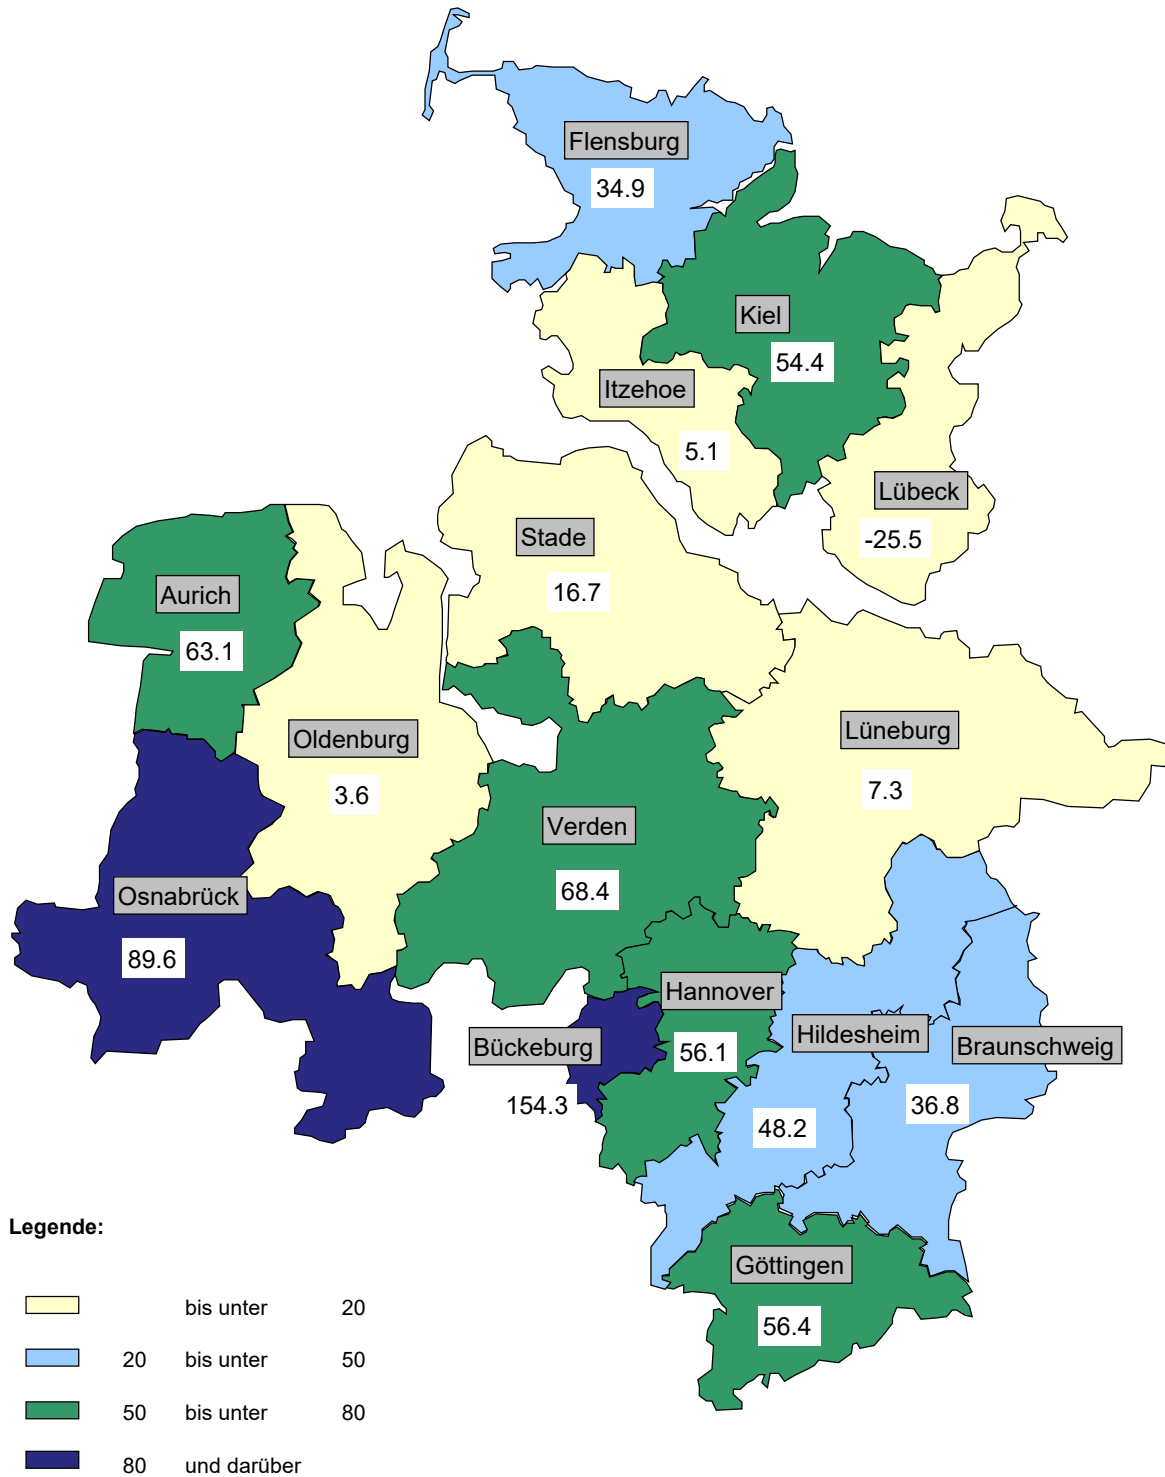 Flensburg
34.9
Kiel
54.4
Itzehoe
5.1
Lübeck
-25.5
Stade
16.7
Aurich
63.1
Oldenburg
3.6
Lüneburg
7.3
Verden
68.4
Osnabrück
89.6
Hannover
56.1
Bückeburg
154.3
Hildesheim
48.2
Braunschweig
36.8
Göttingen
56.4
Legende:
bis unter 20
20 bis unter 50
50 bis unter 80
80 und darüber